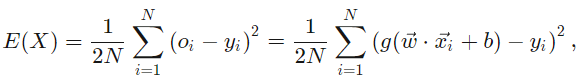 E(X) = \frac{1}{2N} \sum_{i=1}^{N} (o_i - y_i)^2 = \frac{1}{2N} \sum_{i=1}^{N} (g(\vec{w} \cdot \vec{x}_i + b) - y_i)^2 ,